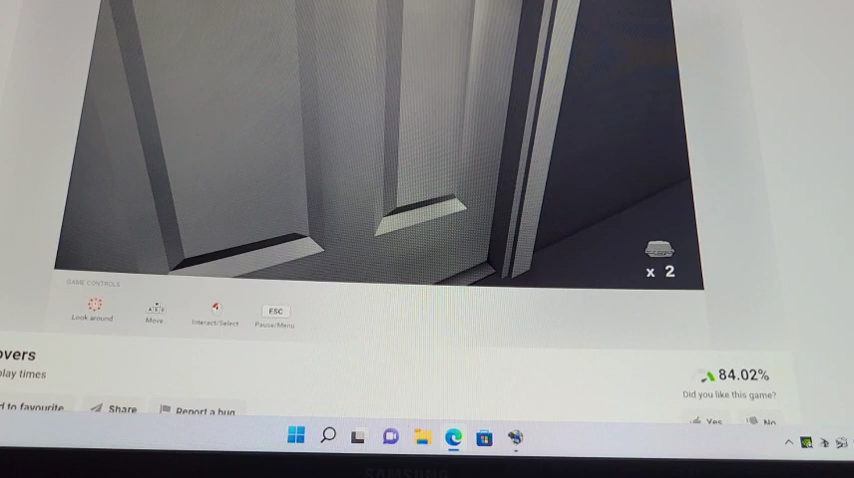 x 2
GAME CONTROLS
Look around
Move
Interact/Select
ESC
Pause/Menu
overs
play times
84.02%
Did you like this game?
d to favourite
Share
Report a bug
Yes
No
SAMSUNG